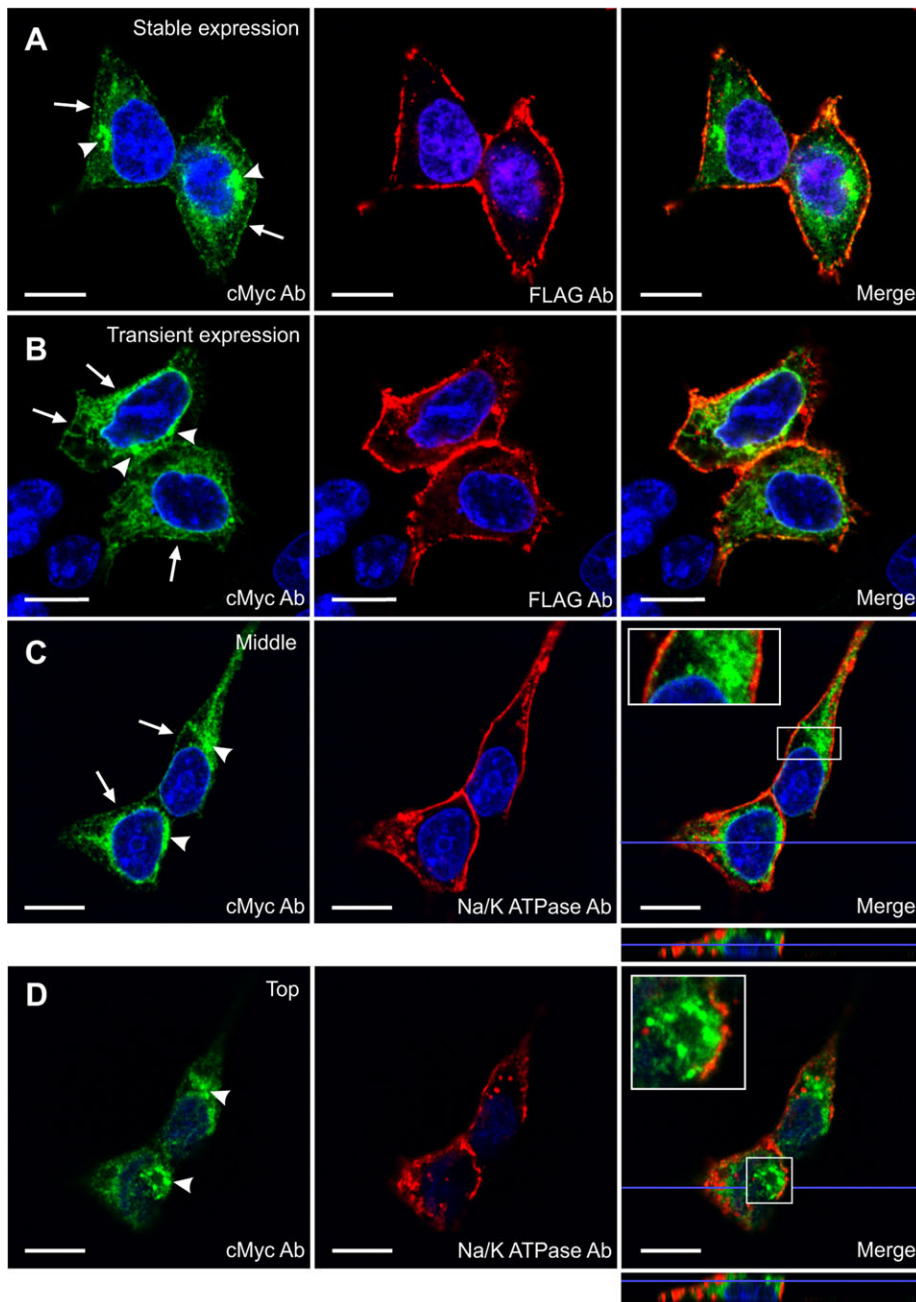 A
Stable expression
cMyc Ab
FLAG Ab
Merge
B
Transient expression
cMyc Ab
FLAG Ab
Merge
C
Middle
cMyc Ab
Na/K ATPase Ab
Merge
D
Top
cMyc Ab
Na/K ATPase Ab
Merge